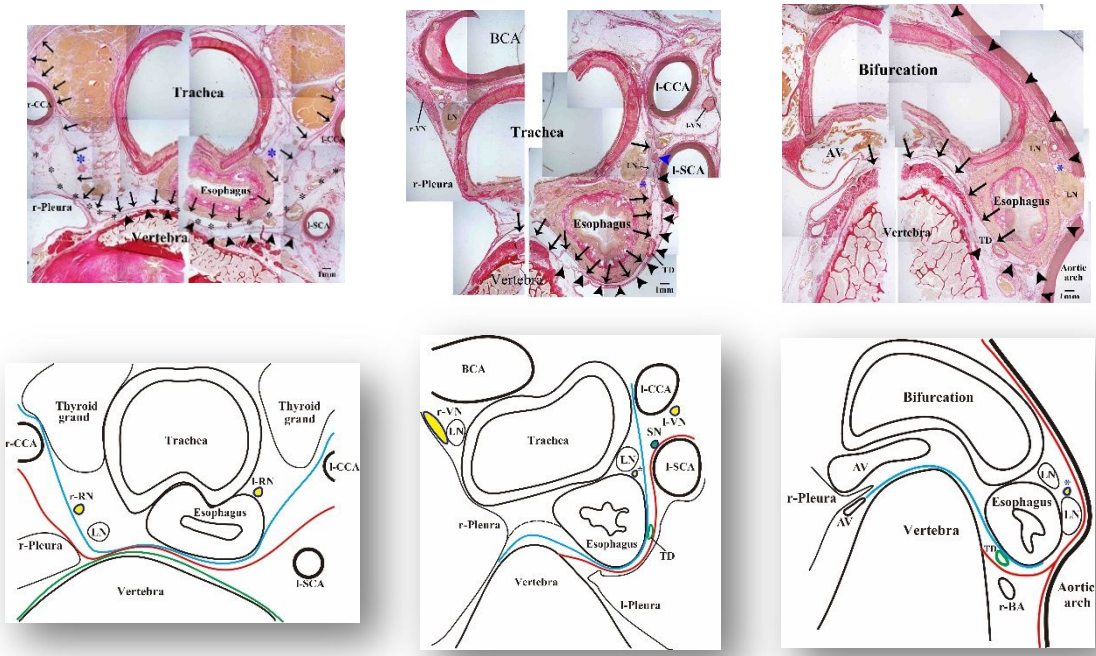 r-CCA
Trachea
l-CCA
*
*
Esophagus
r-Pleura
Vertebra
l-SCA
1mm
BCA
l-CCA
r-VN
LN
l-VN
Trachea
LN
l-SCA
*
r-Pleura
Esophagus
TD
Vertebra
1mm
Bifurcation
AV
LN
*
LN
r-Pleura
Esophagus
Vertebra
TD
Aortic
arch
1mm
Thyroid
grand
Thyroid
grand
r-CCA
Trachea
l-CCA
r-RN
l-RN
Esophagus
LN
r-Pleura
l-SCA
Vertebra
BCA
l-CCA
r-VN
l-VN
LN
SN
Trachea
LN
*
l-SCA
r-Pleura
Esophagus
TD
Vertebra
l-Pleura
Bifurcation
AV
LN
r-Pleura
Esophagus
*
LN
AV
Vertebra
TD
r-BA
Aortic
arch